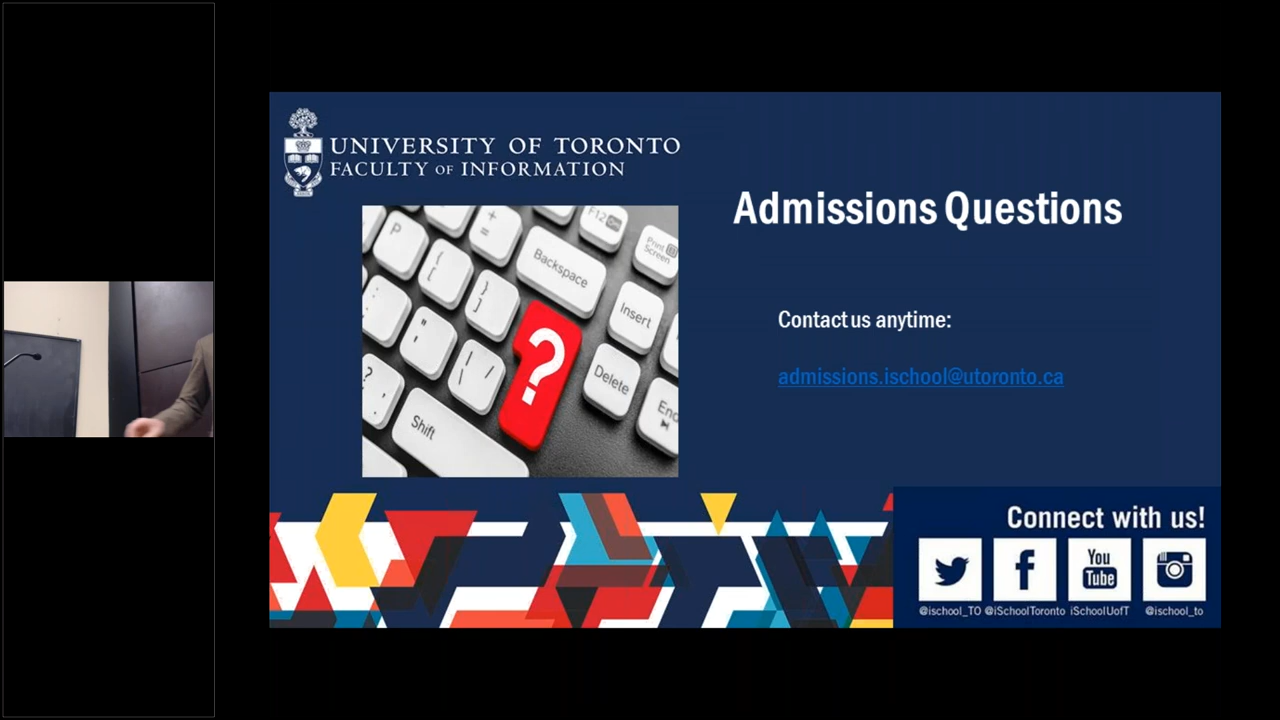 UNIVERSITY OF TORONTO
FACULTY OF INFORMATION
Admissions Questions
Contact us anytime:
admissions.ischool@utoronto.ca
P
+
=
F12
Print
Screen
{
[
Backspace
}
]
Insert
:
;
"
'
?
Delete
|
\
/
?
End
Shift
Connect with us!
You
Tube
@ischool_TO @iSchoolToronto iSchoolUofT @ischool_to